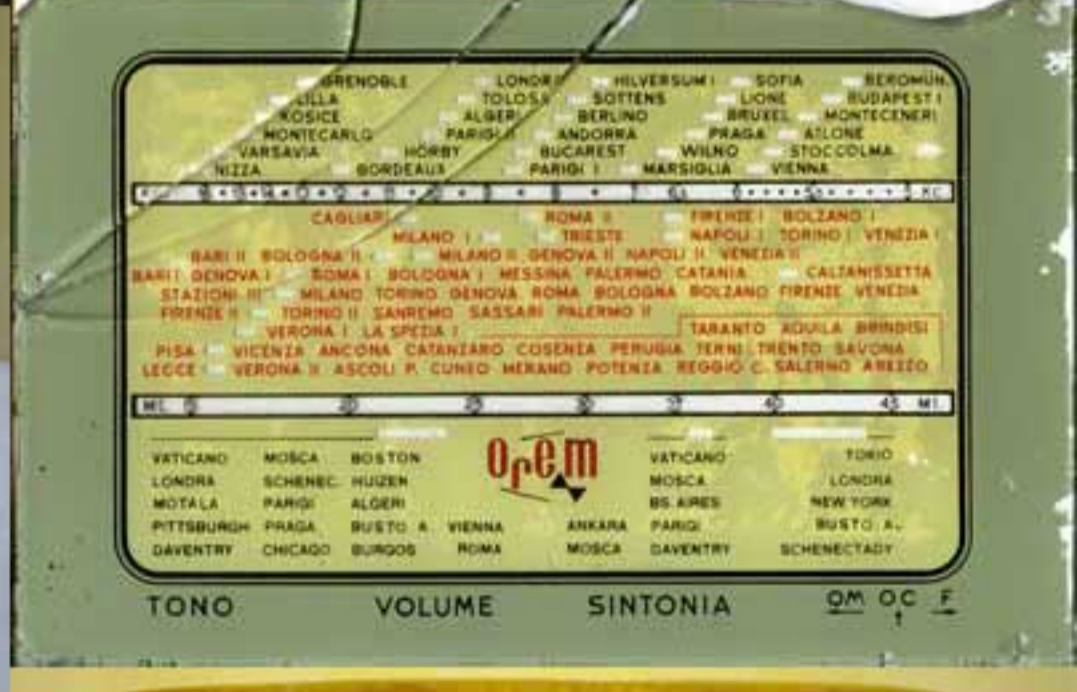 GRENOBLE LONDRA HILVERSUM I SOFIA BEROMÜN.
LILLA TOLOSA SOTTENS LIONE BUDAPEST I
KOSICE ALGERI BERLINO BRUXEL MONTECENERI
MONTECARLO PARIGI II ANDORRA PRAGA ATLONE
VARSAVIA HÖRBY BUCAREST WILNO STOCCOLMA
NIZZA BORDEAUX PARIGI I MARSIGLIA VIENNA
KC.
CAGLIARI ROMA II FIRENZE I BOLZANO I
MILANO I TRIESTE NAPOLI I TORINO I VENEZIA I
BARI II BOLOGNA II MILANO II GENOVA II NAPOLI II VENEZIA II
BARI I GENOVA I ROMA I BOLOGNA I MESSINA PALERMO CATANIA CALTANISSETTA
STAZIONI III MILANO TORINO GENOVA ROMA BOLOGNA BOLZANO FIRENZE VENEZIA
FIRENZE II TORINO II SANREMO SASSARI PALERMO II
VERONA I LA SPEZIA I TARANTO AQUILA BRINDISI
PISA VICENZA ANCONA CATANZARO COSENZA PERUGIA TERNI TRENTO SAVONA
LECCE VERONA II ASCOLI P. CUNEO MERANO POTENZA REGGIO C. SALERNO AREZZO
MT. 20 25 30 40 45 MT.
VATICANO MOSCA BOSTON Orem VATICANO TOKIO
LONDRA SCHENEC. HUIZEN MOSCA LONDRA
MOTALA PARIGI ALGERI BS. AIRES NEW YORK
PITTSBURGH PRAGA BUSTO A VIENNA ANKARA PARIGI BUSTO A.
DAVENTRY CHICAGO BURGOS ROMA MOSCA DAVENTRY SCHENECTADY
TONO VOLUME SINTONIA OM OC F